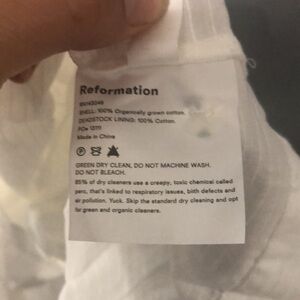 Reformation
SHELL: 100% Organically grown cotton.
DEADSTOCK LINING: 100% Cotton.
Made in China
GREEN DRY CLEAN, DO NOT MACHINE WASH.
DO NOT BLEACH.
85% of dry cleaners use a creepy, toxic chemical called
perc, that's linked to respiratory issues, birth defects and
air pollution. Yuck. Skip the standard dry cleaning and opt
for green and organic cleaners.